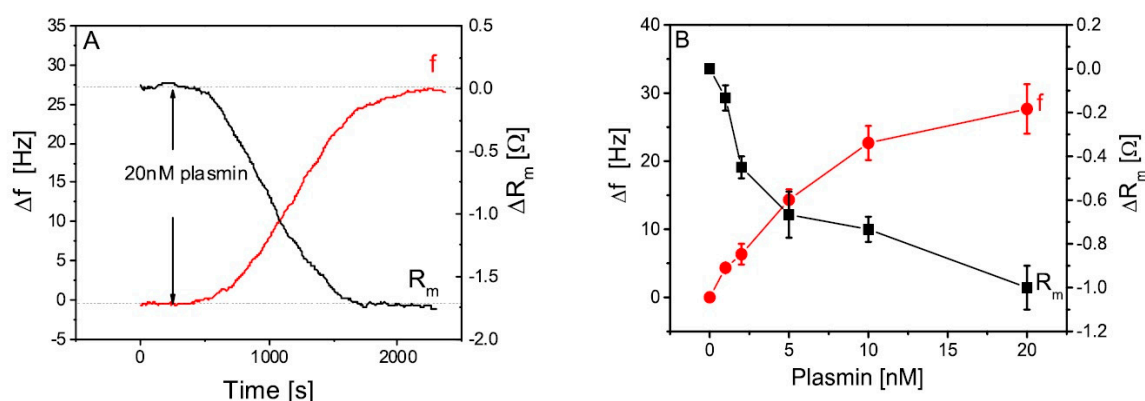 A
f
20nM plasmin
R_m
35
30
25
20
15
10
5
0
-5
Δf [Hz]
0.5
0.0
-0.5
-1.0
-1.5
-2.0
ΔR_m [Ω]
0
1000
2000
Time [s]
B
f
R_m
40
30
20
10
0
Δf [Hz]
0.2
0.0
-0.2
-0.4
-0.6
-0.8
-1.0
-1.2
ΔR_m [Ω]
0
5
10
15
20
Plasmin [nM]